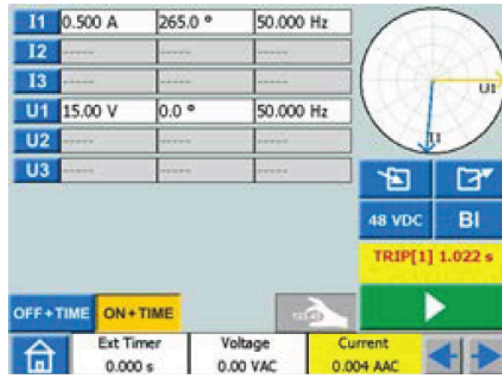 I1 0.500 A 265.0 ° 50.000 Hz
I2 ----- ----- -----
I3 ----- ----- -----
U1 15.00 V 0.0 ° 50.000 Hz
U2 ----- ----- -----
U3 ----- ----- -----
U1
I1
48 VDC BI
TRIP[1] 1.022 s
OFF+TIME ON+TIME
Ext Timer Voltage Current
0.000 s 0.00 VAC 0.004 AAC